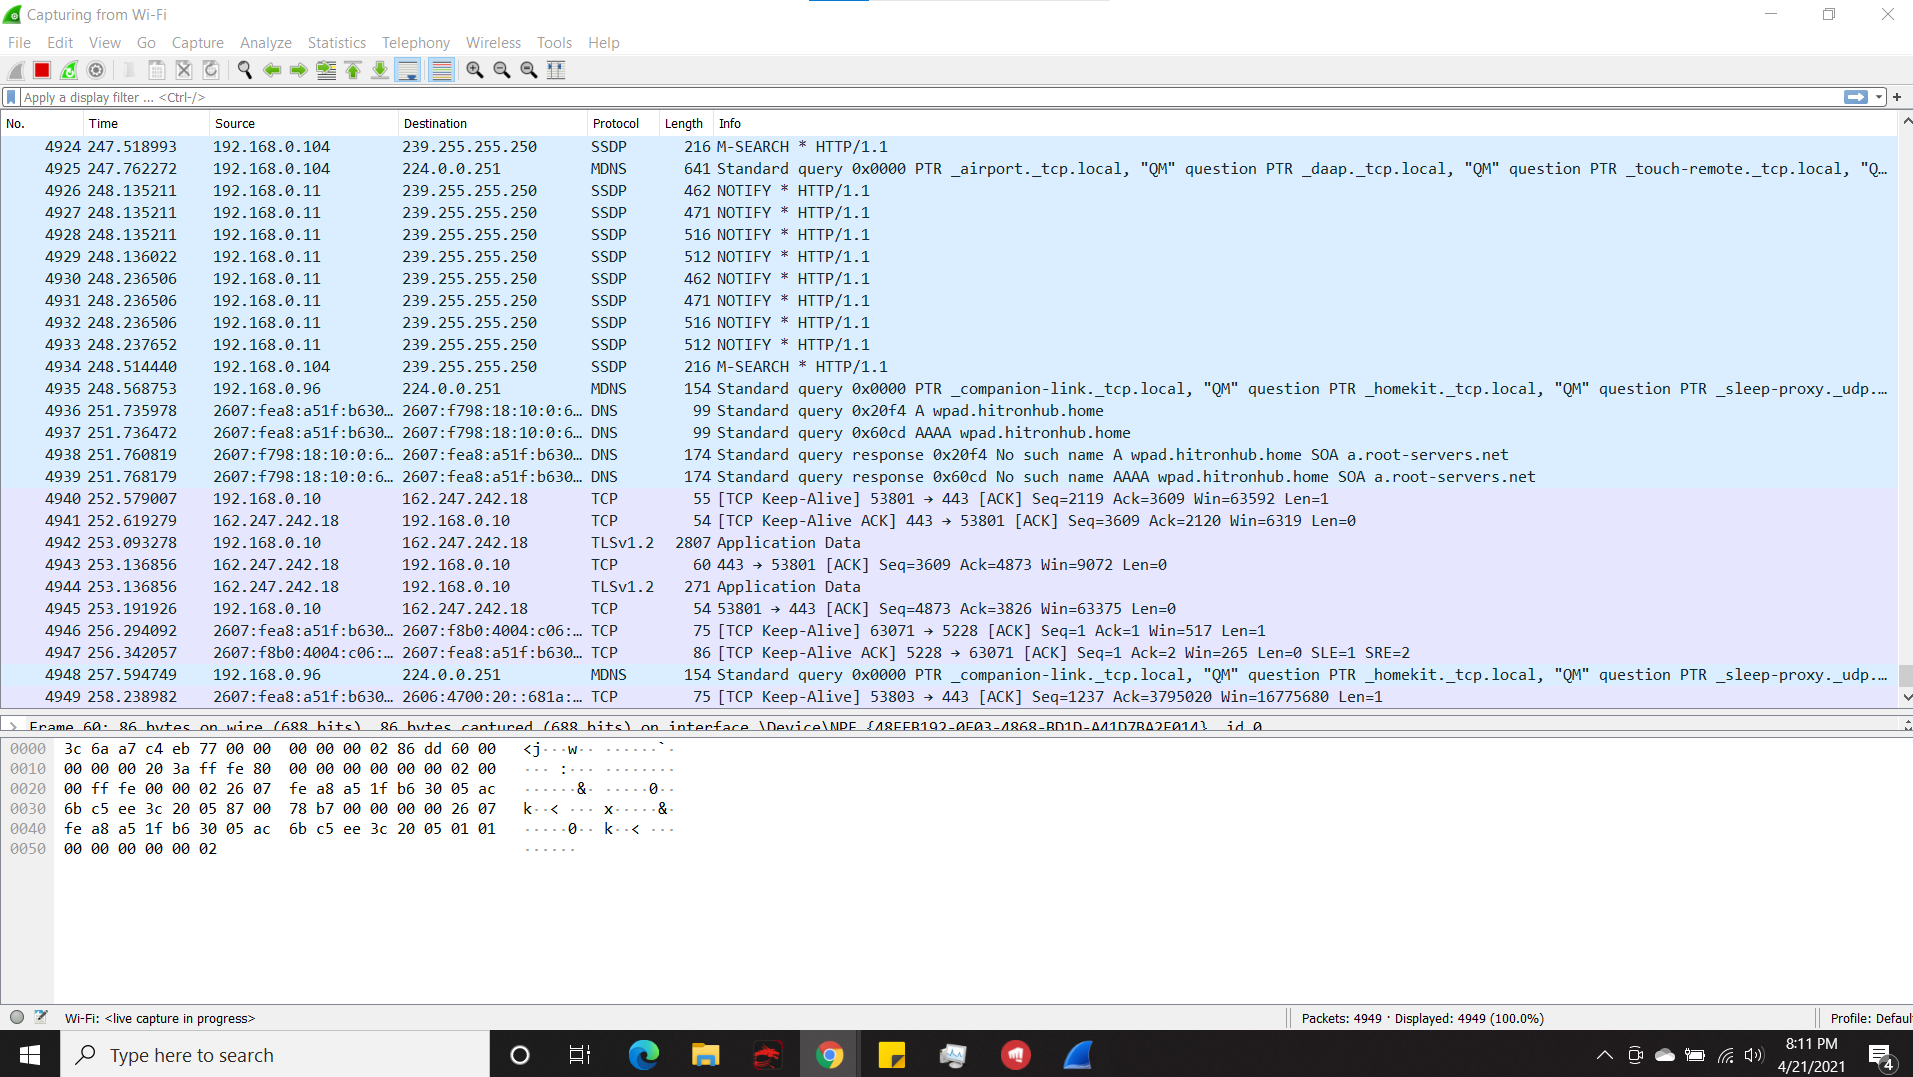 Capturing from Wi-Fi
File Edit View Go Capture Analyze Statistics Telephony Wireless Tools Help
Apply a display filter ... <Ctrl-/>
No. Time Source Destination Protocol Length Info
4924 247.518993 192.168.0.104 239.255.255.250 SSDP 216 M-SEARCH * HTTP/1.1
4925 247.762272 192.168.0.104 224.0.0.251 MDNS 641 Standard query 0x0000 PTR _airport._tcp.local, "QM" question PTR _daap._tcp.local, "QM" question PTR _touch-remote._tcp.local, "Q…
4926 248.135211 192.168.0.11 239.255.255.250 SSDP 462 NOTIFY * HTTP/1.1
4927 248.135211 192.168.0.11 239.255.255.250 SSDP 471 NOTIFY * HTTP/1.1
4928 248.135211 192.168.0.11 239.255.255.250 SSDP 516 NOTIFY * HTTP/1.1
4929 248.136022 192.168.0.11 239.255.255.250 SSDP 512 NOTIFY * HTTP/1.1
4930 248.236506 192.168.0.11 239.255.255.250 SSDP 462 NOTIFY * HTTP/1.1
4931 248.236506 192.168.0.11 239.255.255.250 SSDP 471 NOTIFY * HTTP/1.1
4932 248.236506 192.168.0.11 239.255.255.250 SSDP 516 NOTIFY * HTTP/1.1
4933 248.237652 192.168.0.11 239.255.255.250 SSDP 512 NOTIFY * HTTP/1.1
4934 248.514440 192.168.0.104 239.255.255.250 SSDP 216 M-SEARCH * HTTP/1.1
4935 248.568753 192.168.0.96 224.0.0.251 MDNS 154 Standard query 0x0000 PTR _companion-link._tcp.local, "QM" question PTR _homekit._tcp.local, "QM" question PTR _sleep-proxy._udp.…
4936 251.735978 2607:fea8:a51f:b630… 2607:f798:18:10:0:6… DNS 99 Standard query 0x20f4 A wpad.hitronhub.home
4937 251.736472 2607:fea8:a51f:b630… 2607:f798:18:10:0:6… DNS 99 Standard query 0x60cd AAAA wpad.hitronhub.home
4938 251.760819 2607:f798:18:10:0:6… 2607:fea8:a51f:b630… DNS 174 Standard query response 0x20f4 No such name A wpad.hitronhub.home SOA a.root-servers.net
4939 251.768179 2607:f798:18:10:0:6… 2607:fea8:a51f:b630… DNS 174 Standard query response 0x60cd No such name AAAA wpad.hitronhub.home SOA a.root-servers.net
4940 252.579007 192.168.0.10 162.247.242.18 TCP 55 [TCP Keep-Alive] 53801 → 443 [ACK] Seq=2119 Ack=3609 Win=63592 Len=1
4941 252.619279 162.247.242.18 192.168.0.10 TCP 54 [TCP Keep-Alive ACK] 443 → 53801 [ACK] Seq=3609 Ack=2120 Win=6319 Len=0
4942 253.093278 192.168.0.10 162.247.242.18 TLSv1.2 2807 Application Data
4943 253.136856 162.247.242.18 192.168.0.10 TCP 60 443 → 53801 [ACK] Seq=3609 Ack=4873 Win=9072 Len=0
4944 253.136856 162.247.242.18 192.168.0.10 TLSv1.2 271 Application Data
4945 253.191926 192.168.0.10 162.247.242.18 TCP 54 53801 → 443 [ACK] Seq=4873 Ack=3826 Win=63375 Len=0
4946 256.294092 2607:fea8:a51f:b630… 2607:f8b0:4004:c06:… TCP 75 [TCP Keep-Alive] 63071 → 5228 [ACK] Seq=1 Ack=1 Win=517 Len=1
4947 256.342057 2607:f8b0:4004:c06:… 2607:fea8:a51f:b630… TCP 86 [TCP Keep-Alive ACK] 5228 → 63071 [ACK] Seq=1 Ack=2 Win=265 Len=0 SLE=1 SRE=2
4948 257.594749 192.168.0.96 224.0.0.251 MDNS 154 Standard query 0x0000 PTR _companion-link._tcp.local, "QM" question PTR _homekit._tcp.local, "QM" question PTR _sleep-proxy._udp.…
4949 258.238982 2607:fea8:a51f:b630… 2606:4700:20::681a:… TCP 75 [TCP Keep-Alive] 53803 → 443 [ACK] Seq=1237 Ack=3795020 Win=16775680 Len=1
Frame 60: 86 bytes on wire (688 bits), 86 bytes captured (688 bits) on interface \Device\NPF_{48EEB192-0E03-4868-BD1D-A41D7BA2E014}, id 0
0000 3c 6a a7 c4 eb 77 00 00 00 00 00 02 86 dd 60 00 <j···w·· ······`·
0010 00 00 00 20 3a ff fe 80 00 00 00 00 00 00 02 00 ··· :··· ········
0020 00 ff fe 00 00 02 26 07 fe a8 a5 1f b6 30 05 ac ······&· ·····0··
0030 6b c5 ee 3c 20 05 87 00 78 b7 00 00 00 00 26 07 k··< ··· x·····&·
0040 fe a8 a5 1f b6 30 05 ac 6b c5 ee 3c 20 05 01 01 ·····0·· k··< ···
0050 00 00 00 00 00 02 ······
Wi-Fi: <live capture in progress> Packets: 4949 · Displayed: 4949 (100.0%) Profile: Defau
Type here to search
8:11 PM
4/21/2021
4